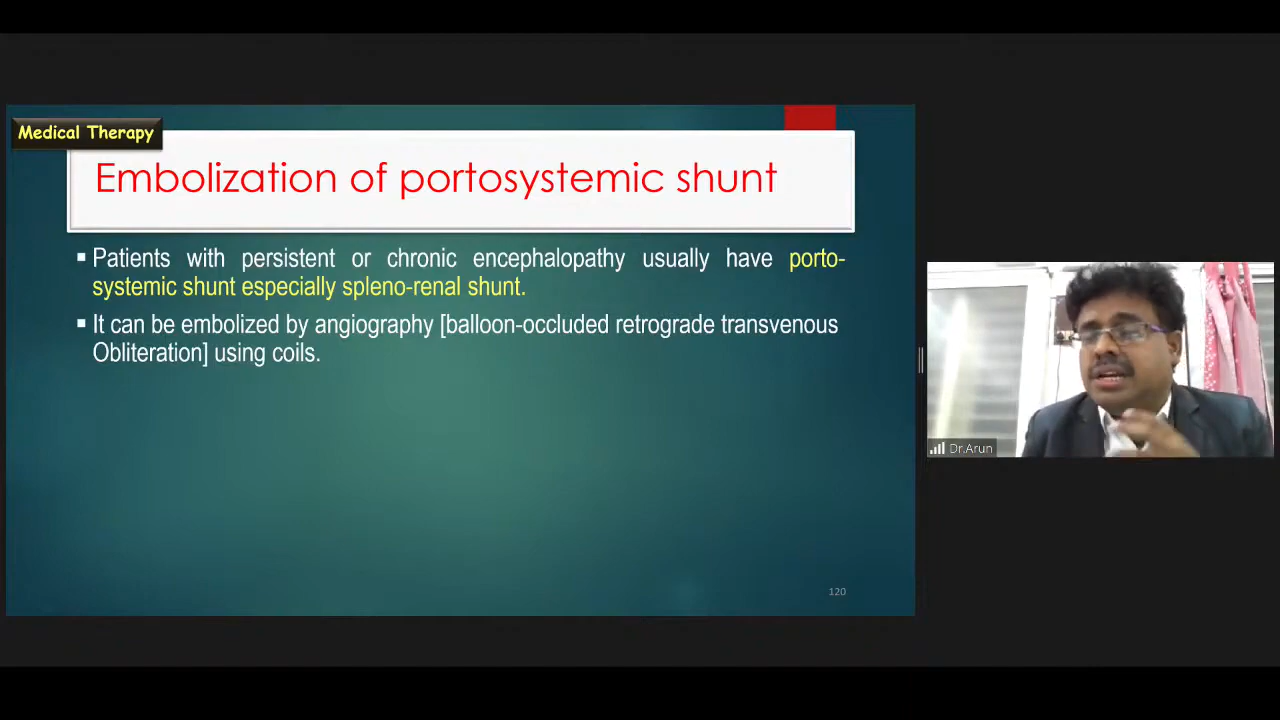 Medical Therapy
Embolization of portosystemic shunt
▪ Patients with persistent or chronic encephalopathy usually have porto-
systemic shunt especially spleno-renal shunt.
▪ It can be embolized by angiography [balloon-occluded retrograde transvenous
Obliteration] using coils.
120
Dr.Arun